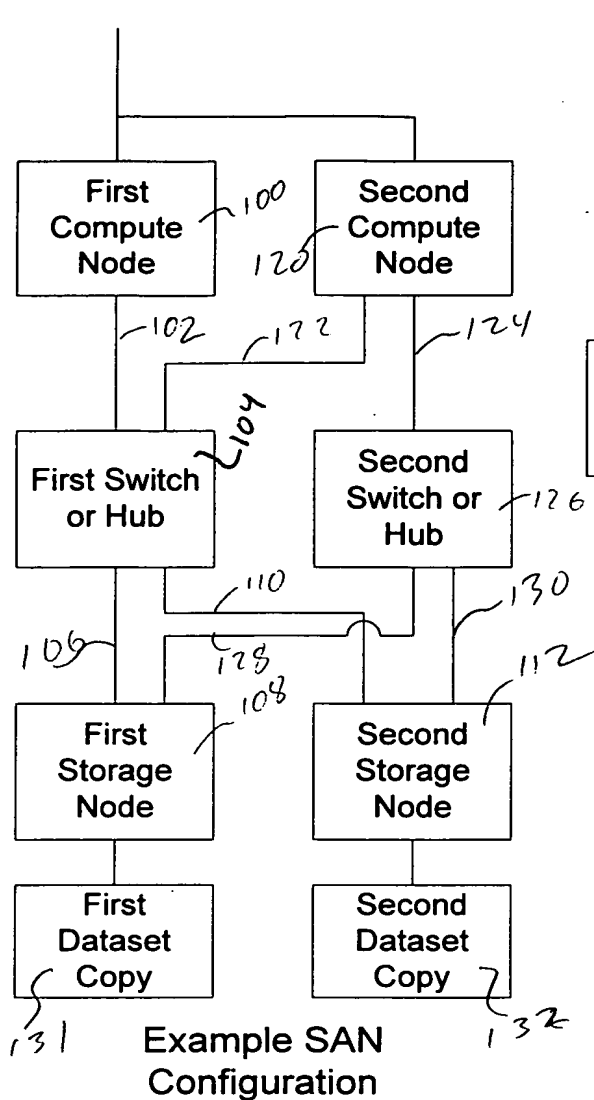 First
Compute
Node
100
Second
Compute
Node
120
102
122
124
First Switch
or Hub
104
Second
Switch or
Hub
126
110
130
106
128
112
108
First
Storage
Node
Second
Storage
Node
First
Dataset
Copy
Second
Dataset
Copy
131
132
Example SAN
Configuration